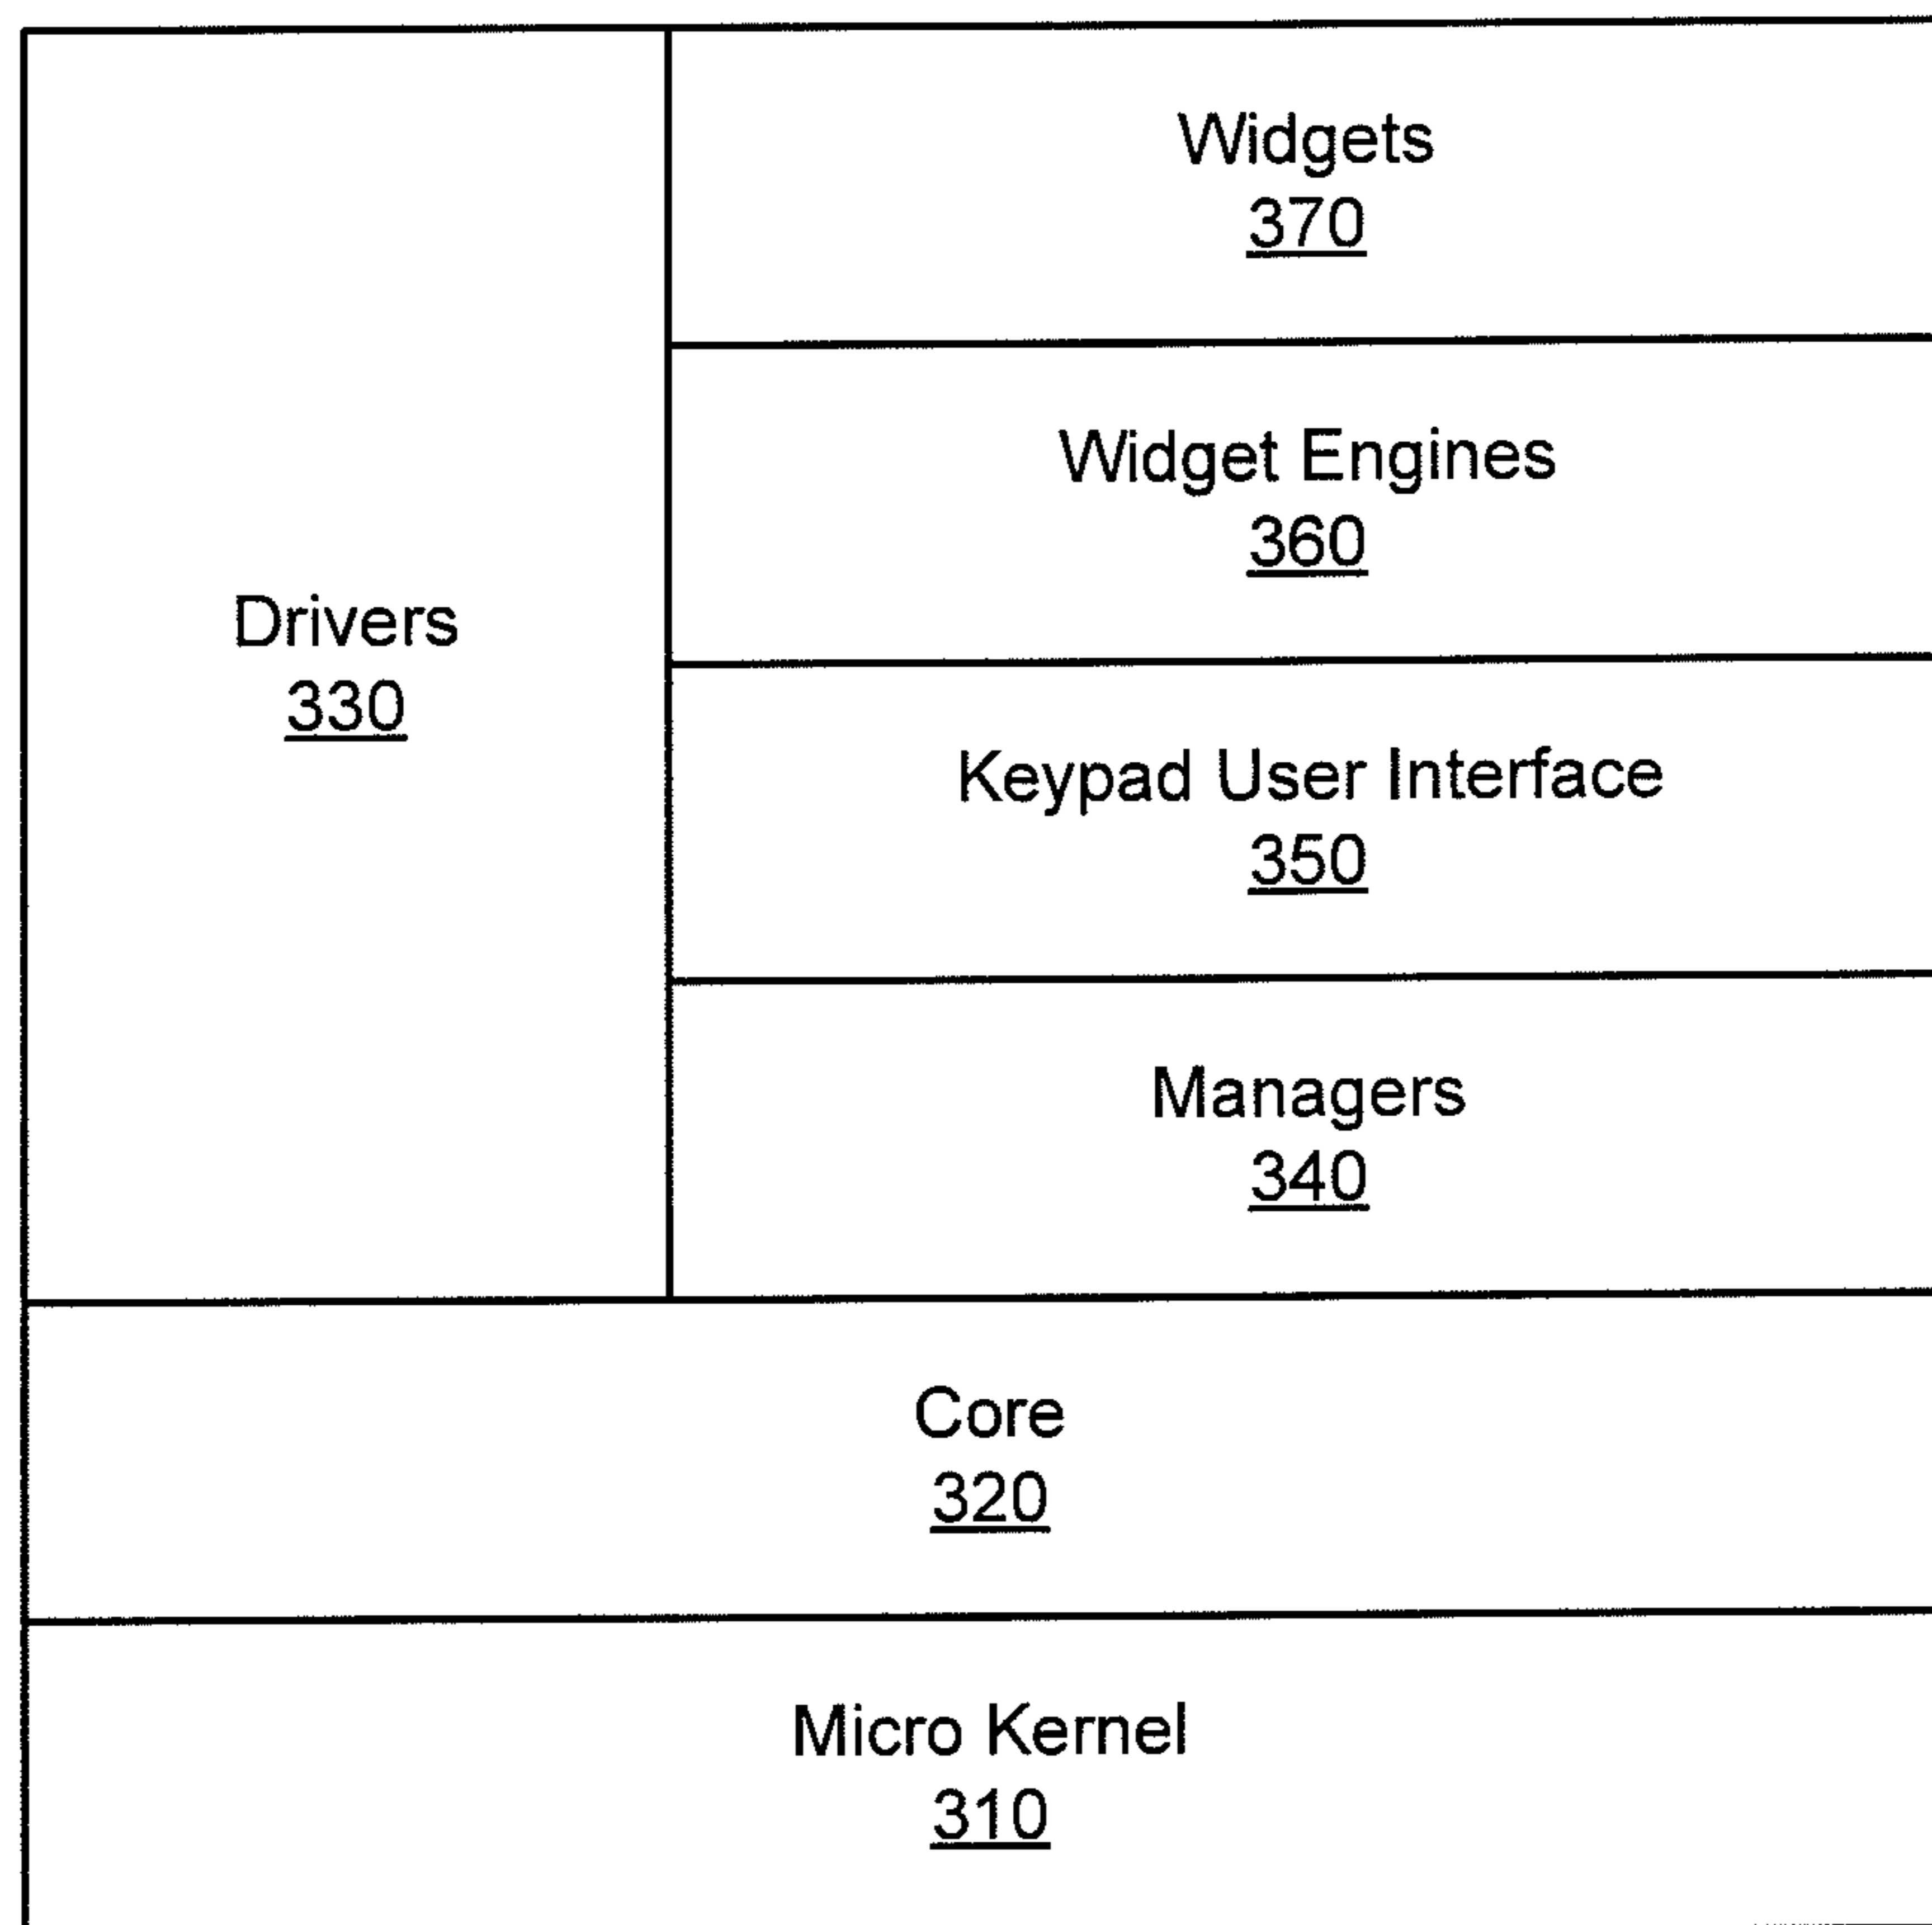 Widgets
370
Widget Engines
360
Drivers
330
Keypad User Interface
350
Managers
340
Core
320
Micro Kernel
310